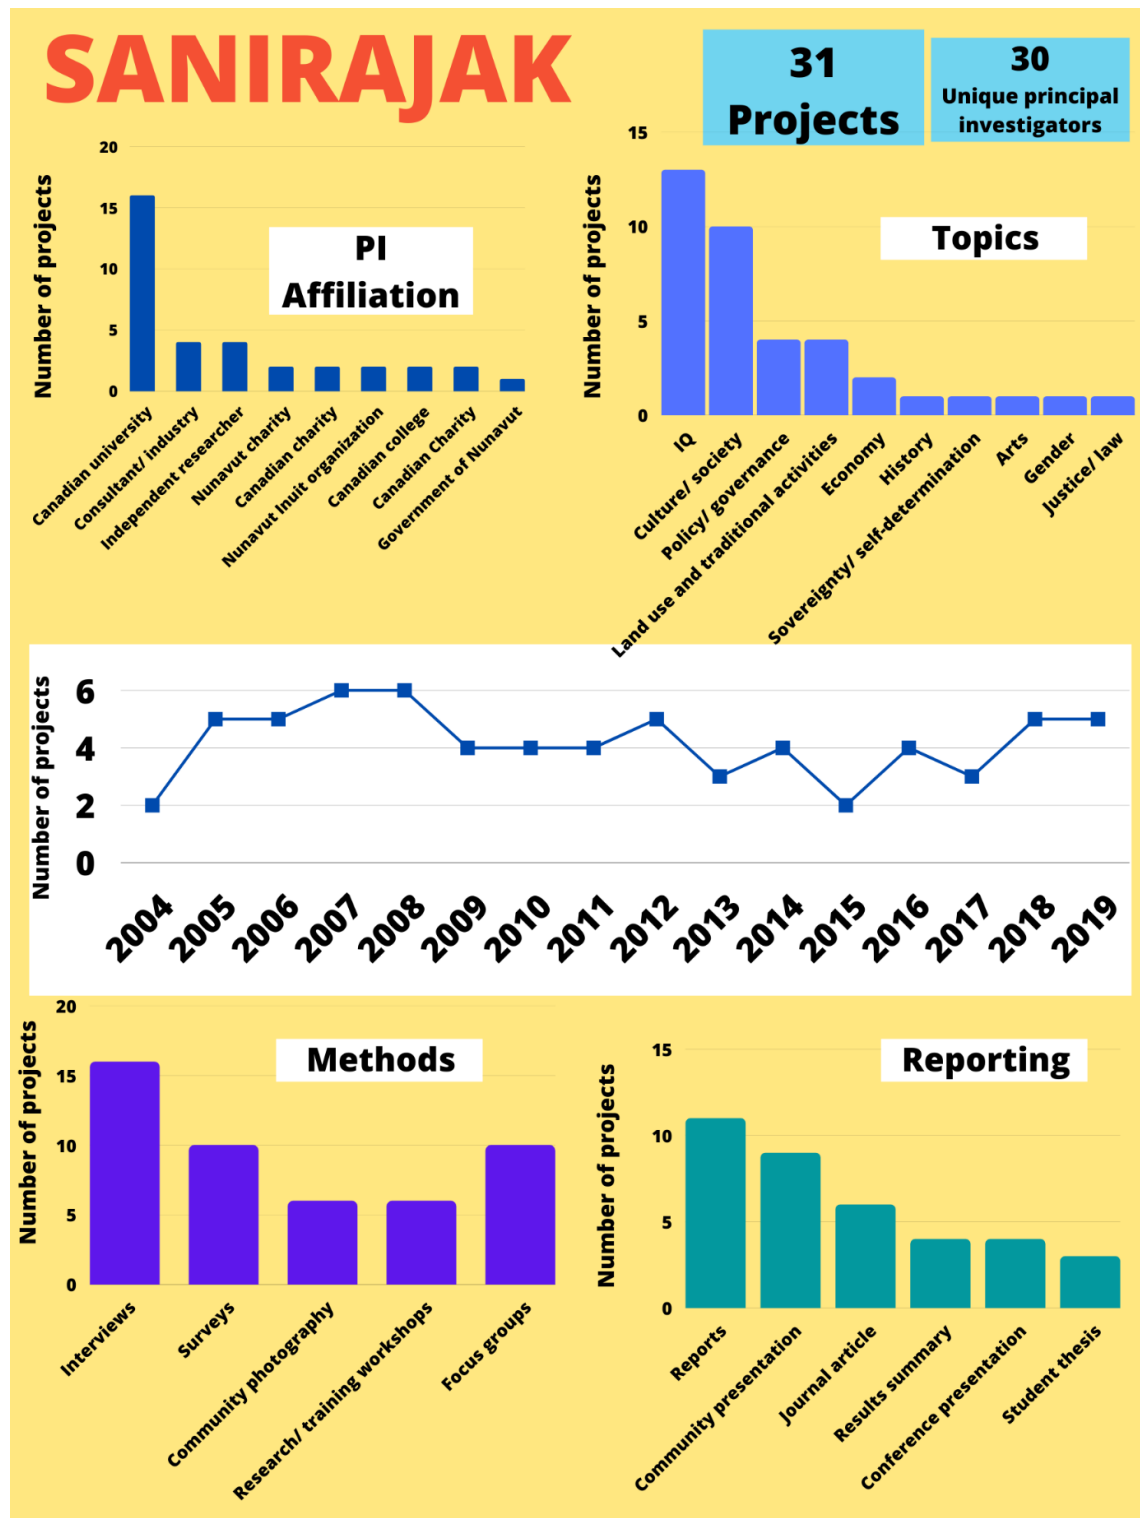 SANIRAJAK
31
Projects
30
Unique principal
investigators
PI
Affiliation
Number of projects
20
15
10
5
0
Canadian university
Consultant/ industry
Independent researcher
Nunavut charity
Canadian charity
Nunavut Inuit organization
Canadian college
Canadian Charity
Government of Nunavut
Topics
Number of projects
15
10
5
0
IQ
Culture/ society
Policy/ governance
Land use and traditional activities
Economy
History
Sovereignty/ self-determination
Arts
Gender
Justice/ law
Number of projects
6
4
2
0
2004
2005
2006
2007
2008
2009
2010
2011
2012
2013
2014
2015
2016
2017
2018
2019
Methods
Number of projects
20
15
10
5
0
Interviews
Surveys
Community photography
Research/ training workshops
Focus groups
Reporting
Number of projects
15
10
5
0
Reports
Community presentation
Journal article
Results summary
Conference presentation
Student thesis